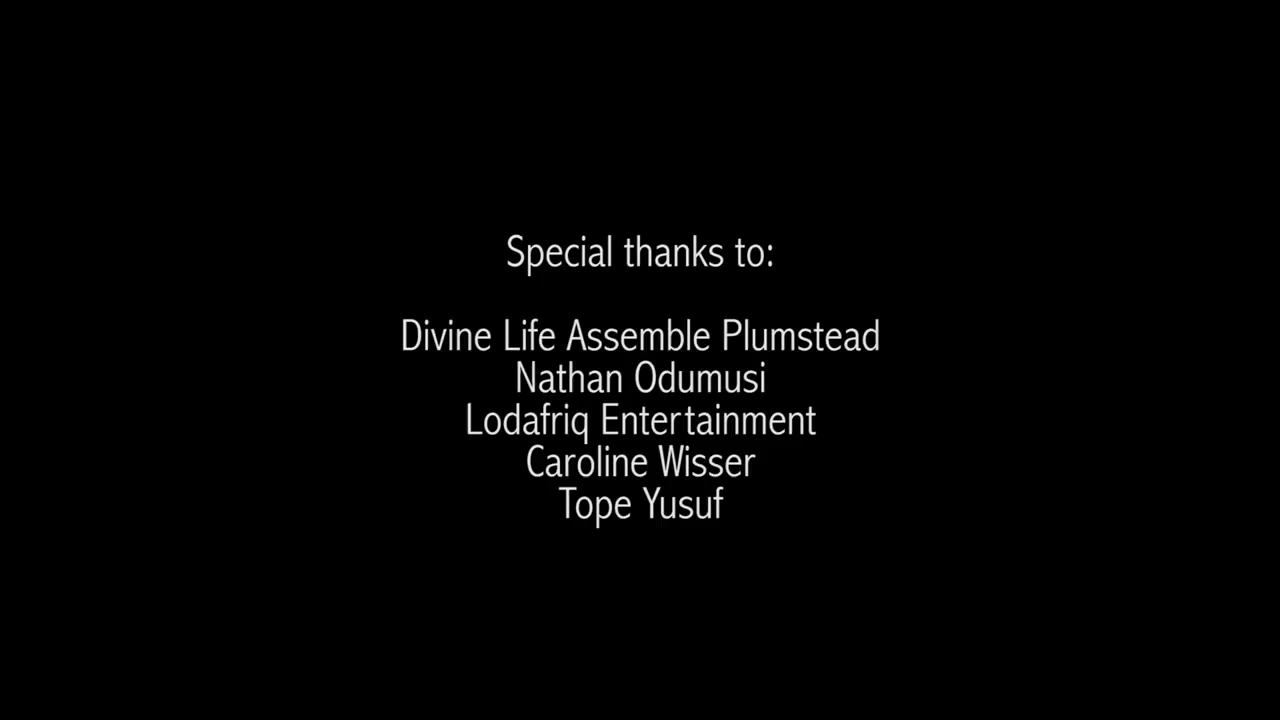 Special thanks to:
Divine Life Assemble Plumstead
Nathan Odumusi
Lodafriq Entertainment
Caroline Wisser
Tope Yusuf